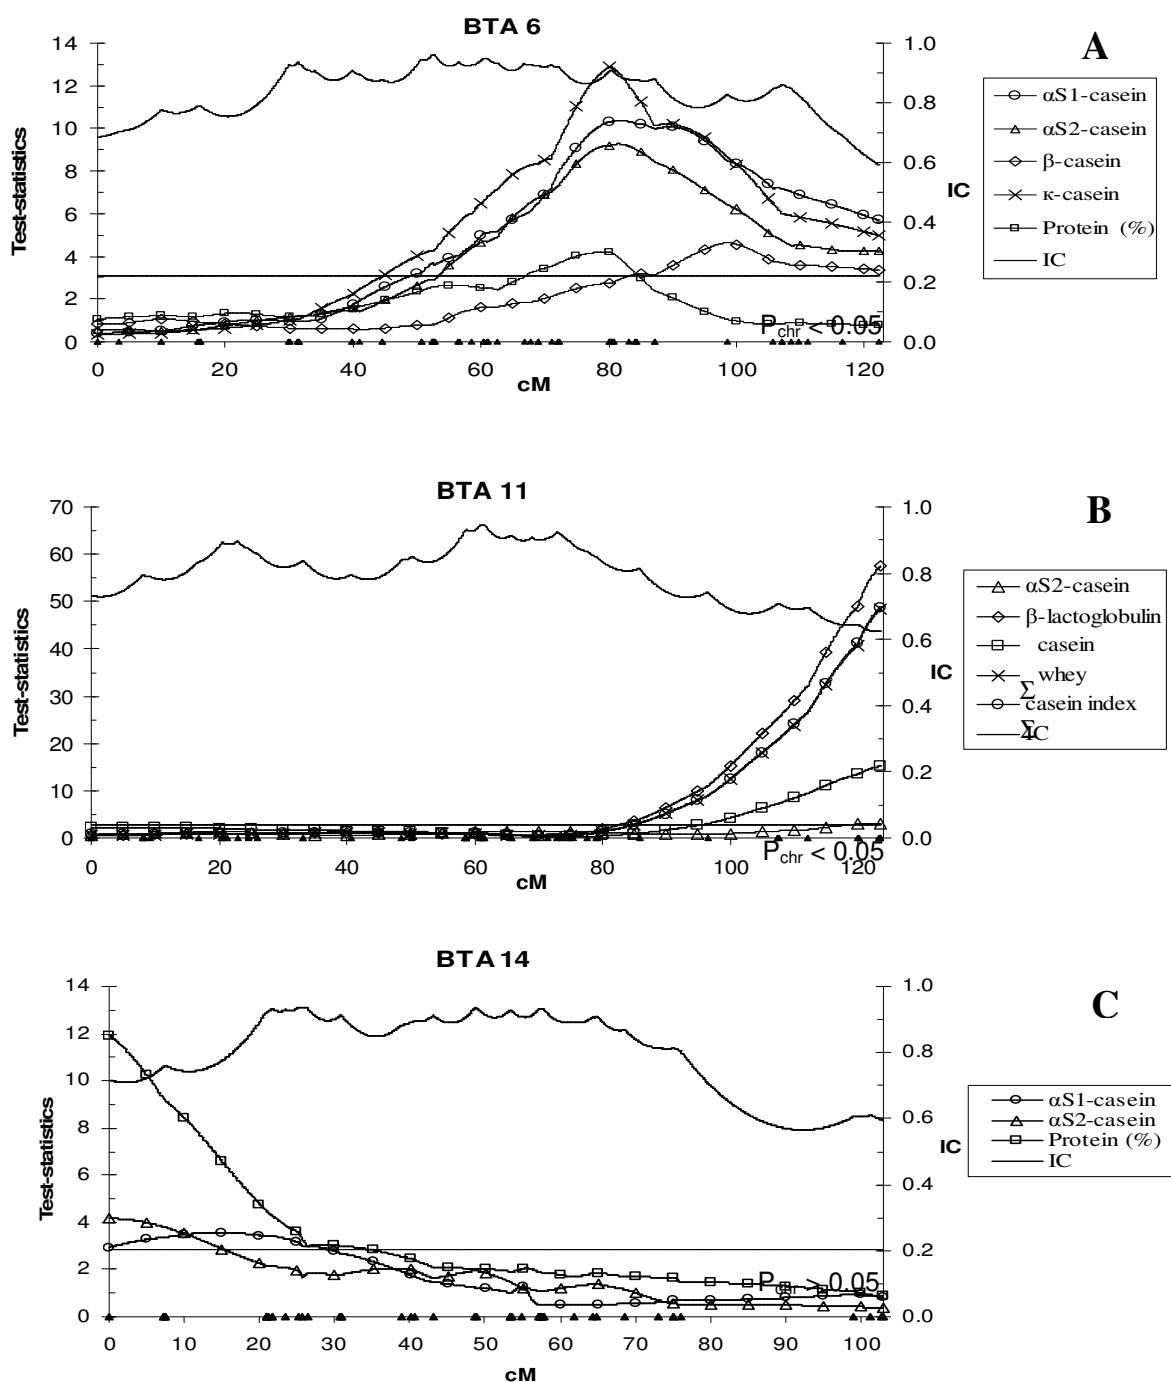 BTA 6
A
14
12
10
8
6
4
2
0
Test-statistics
1.0
0.8
0.6
0.4
0.2
0.0
IC
αS1-casein
αS2-casein
β-casein
κ-casein
Protein (%)
IC
P chr < 0.05
0 20 40 60 80 100 120
cM
BTA 11
B
70
60
50
40
30
20
10
0
Test-statistics
1.0
0.8
0.6
0.4
0.2
0.0
IC
αS2-casein
β-lactoglobulin
casein
whey
Σ
casein index
Σ
IC
P chr < 0.05
0 20 40 60 80 100 120
cM
BTA 14
C
14
12
10
8
6
4
2
0
Test-statistics
1.0
0.8
0.6
0.4
0.2
0.0
IC
αS1-casein
αS2-casein
Protein (%)
IC
P chr > 0.05
0 10 20 30 40 50 60 70 80 90 100
cM